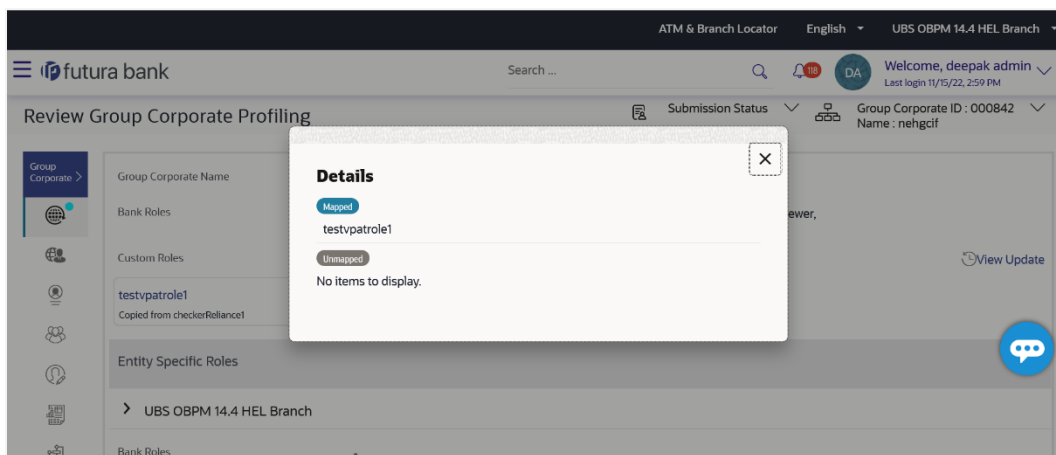 ATM & Branch Locator English UBS OBPM 14.4 HEL Branch
futura bank Search ... 118 DA Welcome, deepak admin
Last login 11/15/22, 2:59 PM
Review Group Corporate Profiling Submission Status Group Corporate ID : 000842
Name : nehgcif
Group
Corporate
Group Corporate Name
Bank Roles
ewer,
Custom Roles
View Update
testvpatrole1
Copied from checkerReliance1
Details
Mapped
testvpatrole1
Unmapped
No items to display.
Entity Specific Roles
UBS OBPM 14.4 HEL Branch
Bank Roles